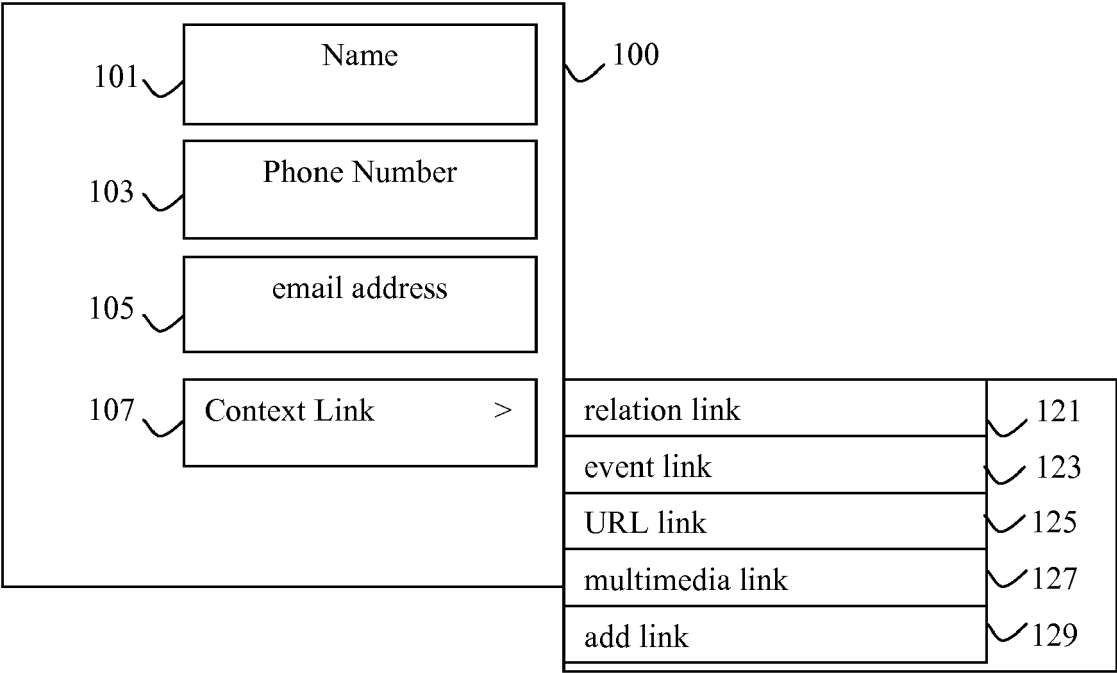 Name
100
101
Phone Number
103
email address
105
Context Link >
107
relation link
121
event link
123
URL link
125
multimedia link
127
add link
129